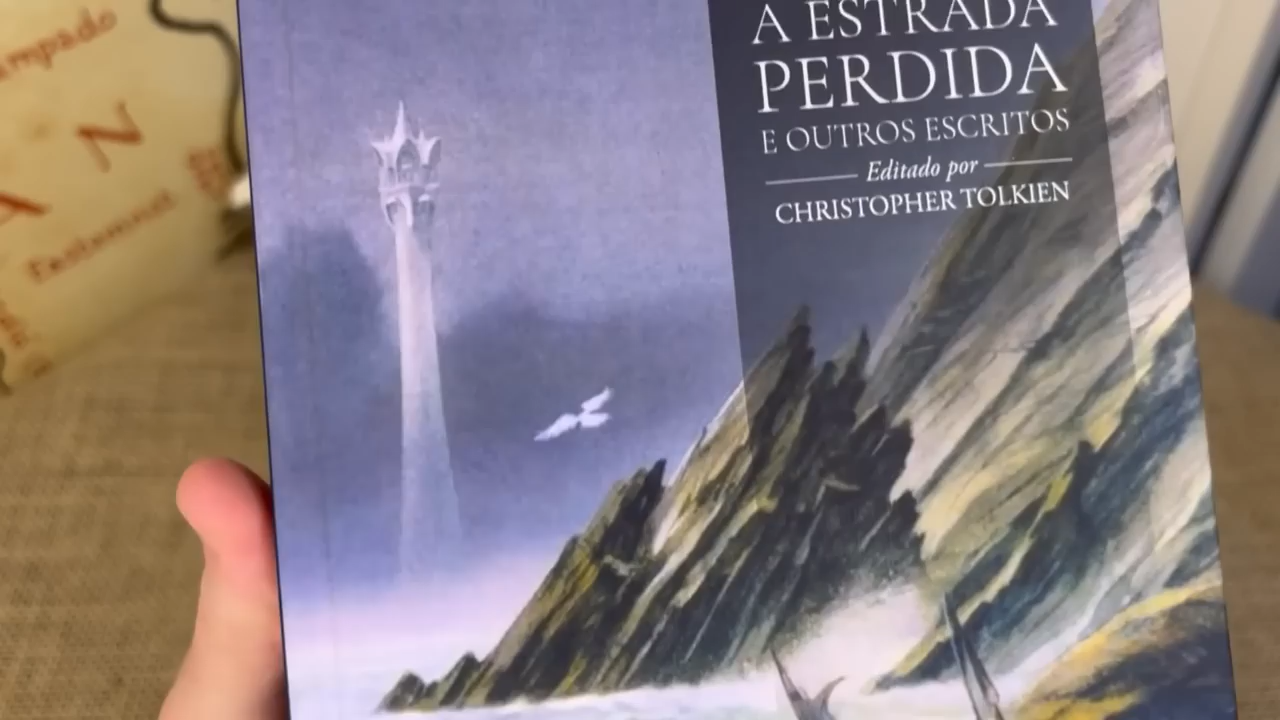 A ESTRADA
PERDIDA
E OUTROS ESCRITOS
Editado por
CHRISTOPHER TOLKIEN